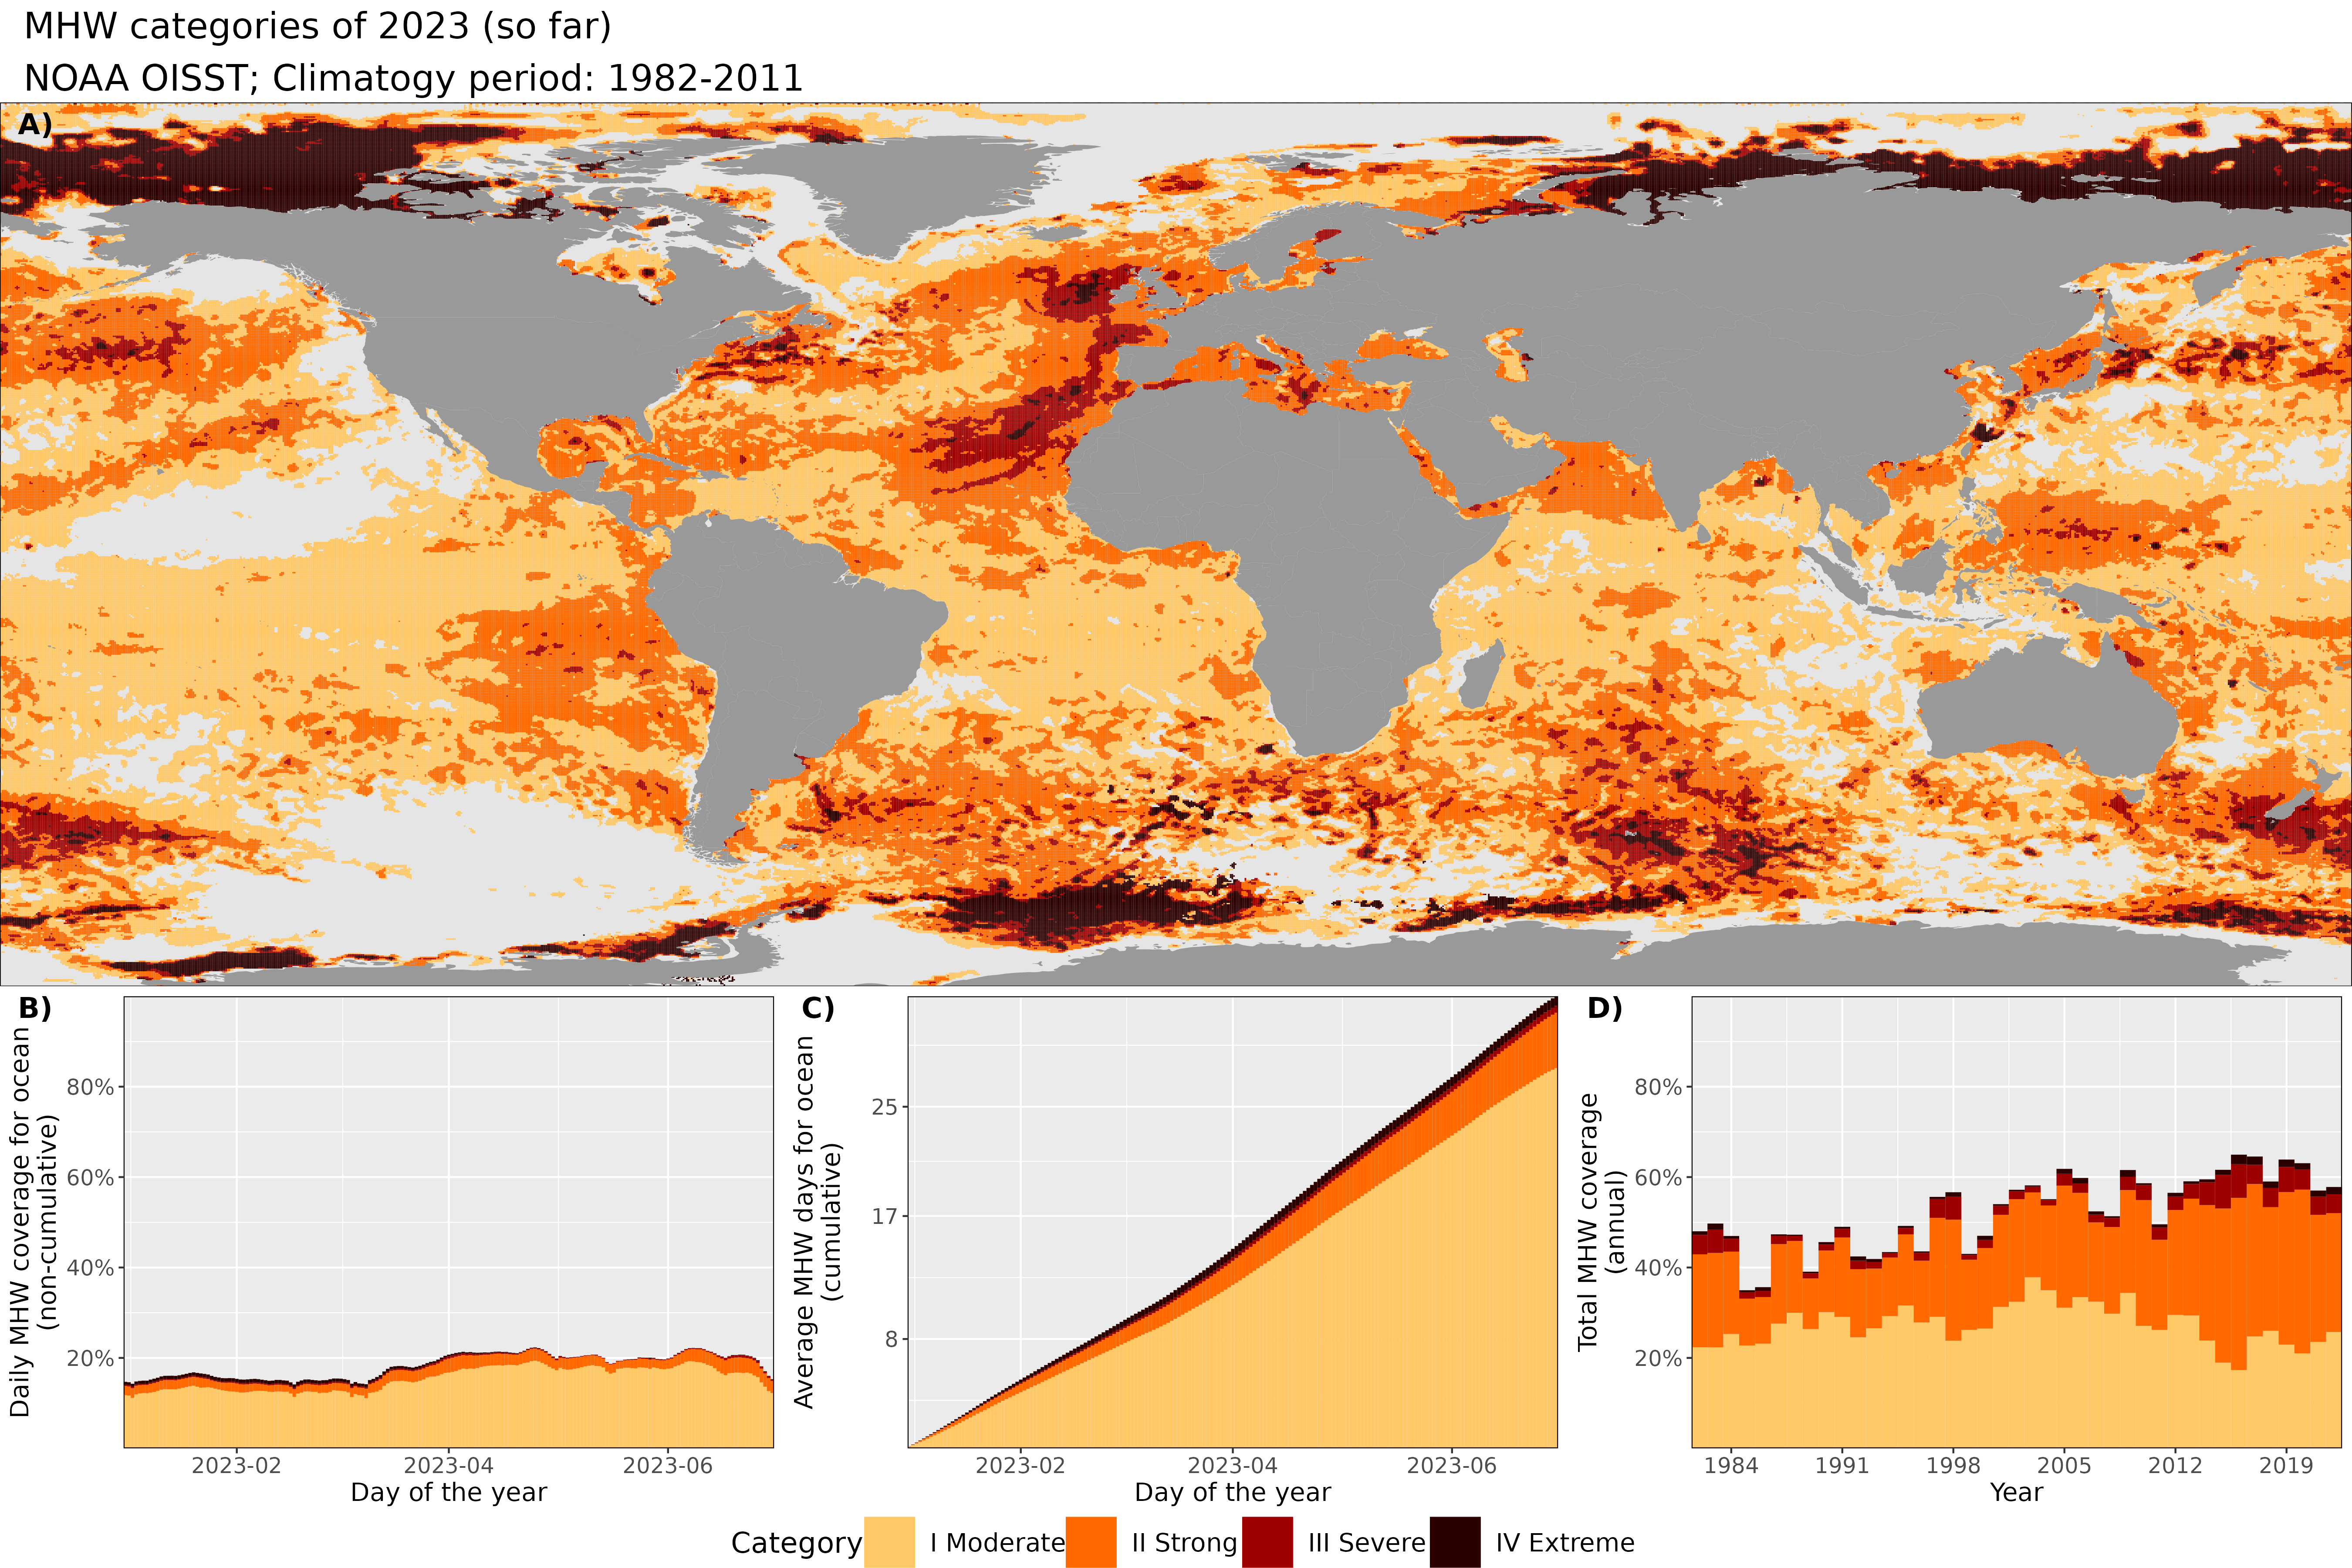 MHW categories of 2023 (so far)
NOAA OISST; Climatogy period: 1982-2011
A)
B)
Daily MHW coverage for ocean
(non-cumulative)
80%
60%
40%
20%
2023-02 2023-04 2023-06
Day of the year
C)
Average MHW days for ocean
(cumulative)
25
17
8
2023-02 2023-04 2023-06
Day of the year
D)
Total MHW coverage
(annual)
80%
60%
40%
20%
1984 1991 1998 2005 2012 2019
Year
Category I Moderate II Strong III Severe IV Extreme